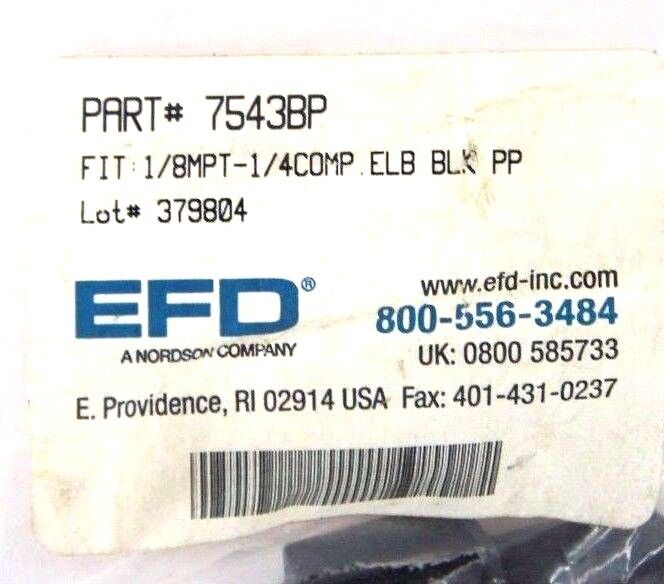 PART# 7543BP
FIT 1/8MPT-1/4COMP ELB BLK PP
Lot# 379804
EFD®
A NORDSON COMPANY
www.efd-inc.com
800-556-3484
UK: 0800 585733
E. Providence, RI 02914 USA Fax: 401-431-0237